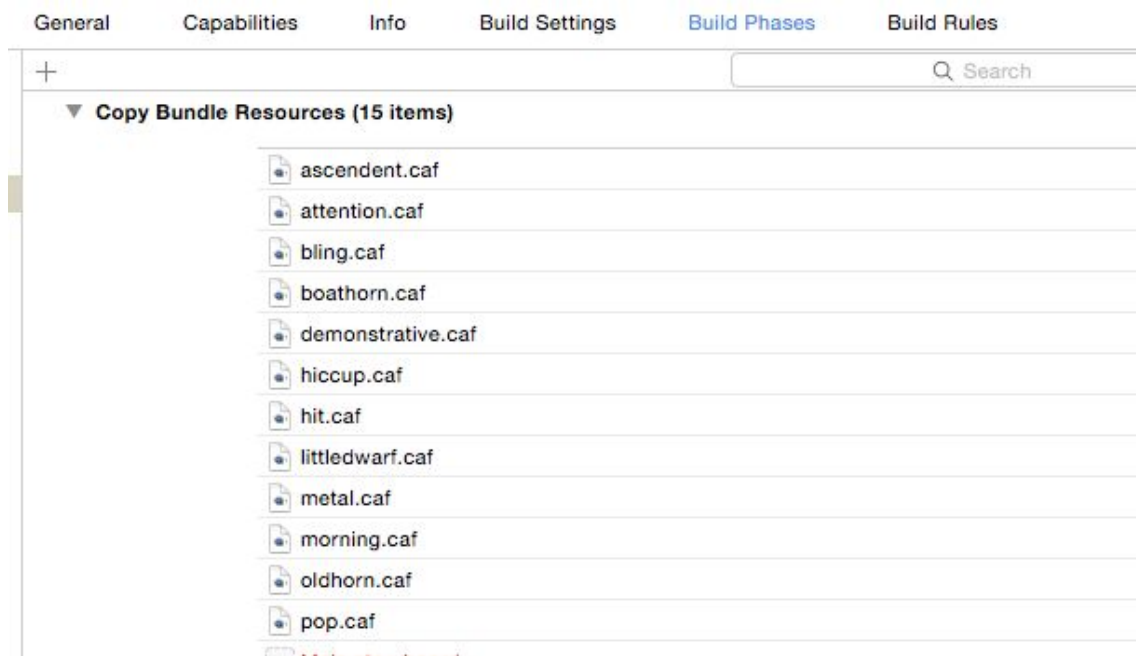 General Capabilities Info Build Settings Build Phases Build Rules
Search
Copy Bundle Resources (15 items)
ascendent.caf
attention.caf
bling.caf
boathorn.caf
demonstrative.caf
hiccup.caf
hit.caf
littledwarf.caf
metal.caf
morning.caf
oldhorn.caf
pop.caf